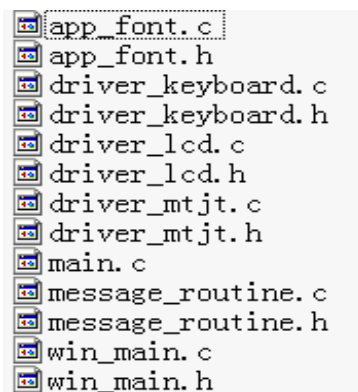 app_font.c
app_font.h
driver_keyboard.c
driver_keyboard.h
driver_lcd.c
driver_lcd.h
driver_mtjt.c
driver_mtjt.h
main.c
message_routine.c
message_routine.h
win_main.c
win_main.h